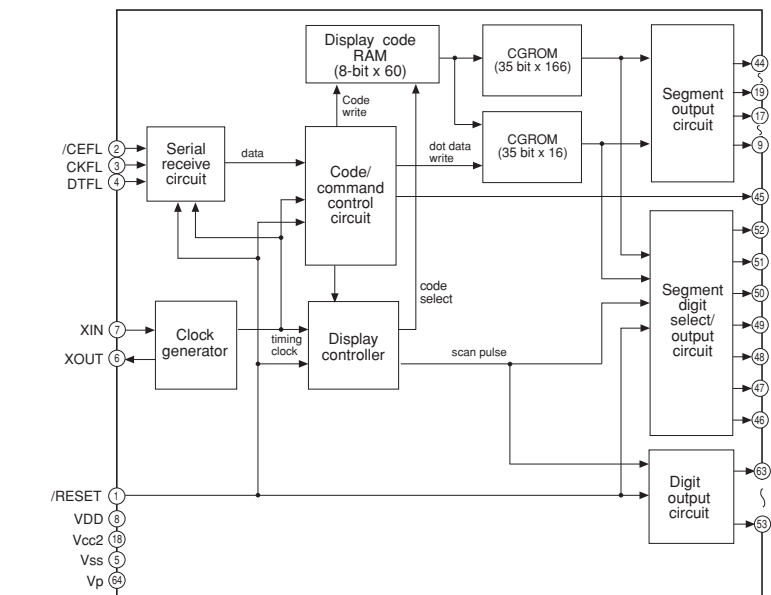 Display code
RAM
(8-bit x 60)
CGROM
(35 bit x 166)
Segment
output
circuit
44
19
17
9
Code
write
CGROM
(35 bit x 16)
dot data
write
/CEFL 2
CKFL 3
DTFL 4
Serial
receive
circuit
data
Code/
command
control
circuit
45
52
51
50
49
48
47
46
Segment
digit
select/
output
circuit
code
select
XIN 7
XOUT 6
Clock
generator
timing
clock
Display
controller
scan pulse
63
53
Digit
output
circuit
/RESET 1
VDD 8
Vcc2 18
Vss 5
Vp 64